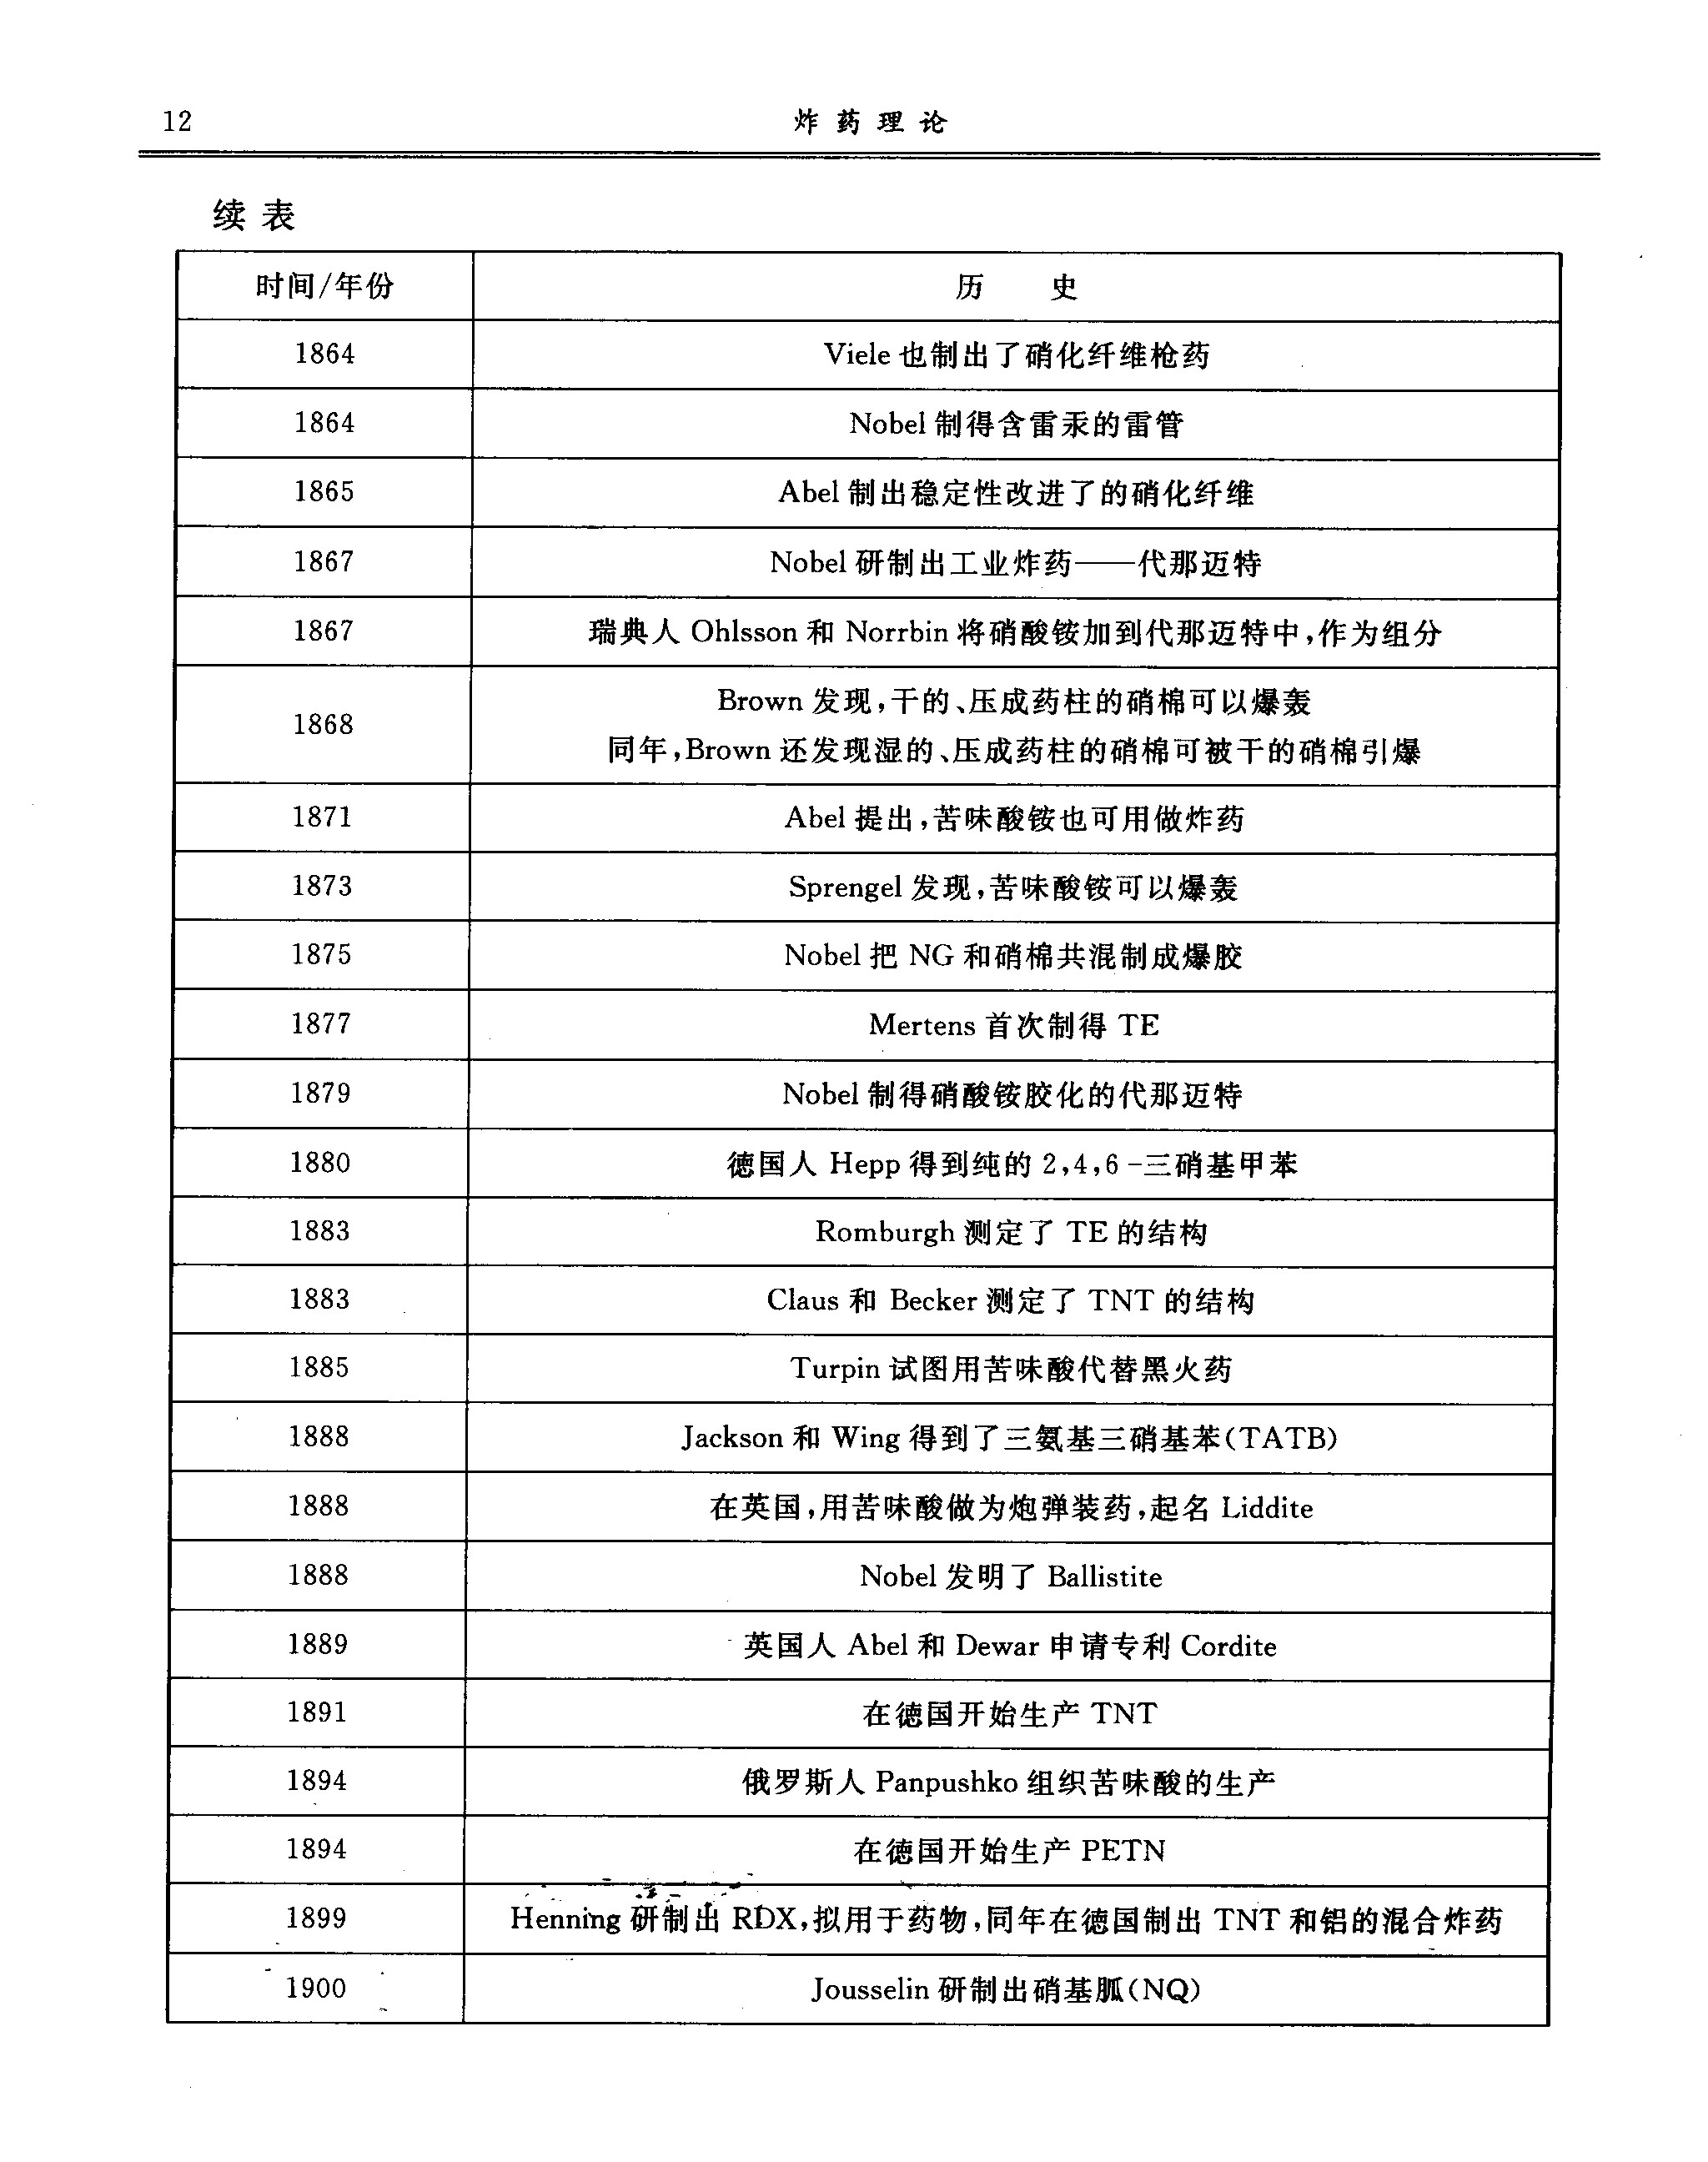 12
炸药理论
续表
时间/年份 历 史
1864 Viele 也制出了硝化纤维枪药
1864 Nobel 制得含雷汞的雷管
1865 Abel 制出稳定性改进了的硝化纤维
1867 Nobel 研制出工业炸药——代那迈特
1867 瑞典人 Ohlsson 和 Norrbin 将硝酸铵加到代那迈特中,作为组分
1868 Brown 发现,干的、压成药柱的硝棉可以爆轰
同年,Brown 还发现湿的、压成药柱的硝棉可被干的硝棉引爆
1871 Abel 提出,苦味酸铵也可用做炸药
1873 Sprengel 发现,苦味酸铵可以爆轰
1875 Nobel 把 NG 和硝棉共混制成爆胶
1877 Mertens 首次制得 TE
1879 Nobel 制得硝酸铵胶化的代那迈特
1880 德国人 Hepp 得到纯的 2,4,6-三硝基甲苯
1883 Romburgh 测定了 TE 的结构
1883 Claus 和 Becker 测定了 TNT 的结构
1885 Turpin 试图用苦味酸代替黑火药
1888 Jackson 和 Wing 得到了三氨基三硝基苯(TATB)
1888 在英国,用苦味酸做为炮弹装药,起名 Liddite
1888 Nobel 发明了 Ballistite
1889 英国人 Abel 和 Dewar 申请专利 Cordite
1891 在德国开始生产 TNT
1894 俄罗斯人 Panpushko 组织苦味酸的生产
1894 在德国开始生产 PETN
1899 Henning 研制出 RDX,拟用于药物,同年在德国制出 TNT 和铝的混合炸药
1900 Jousselin 研制出硝基胍(NQ)